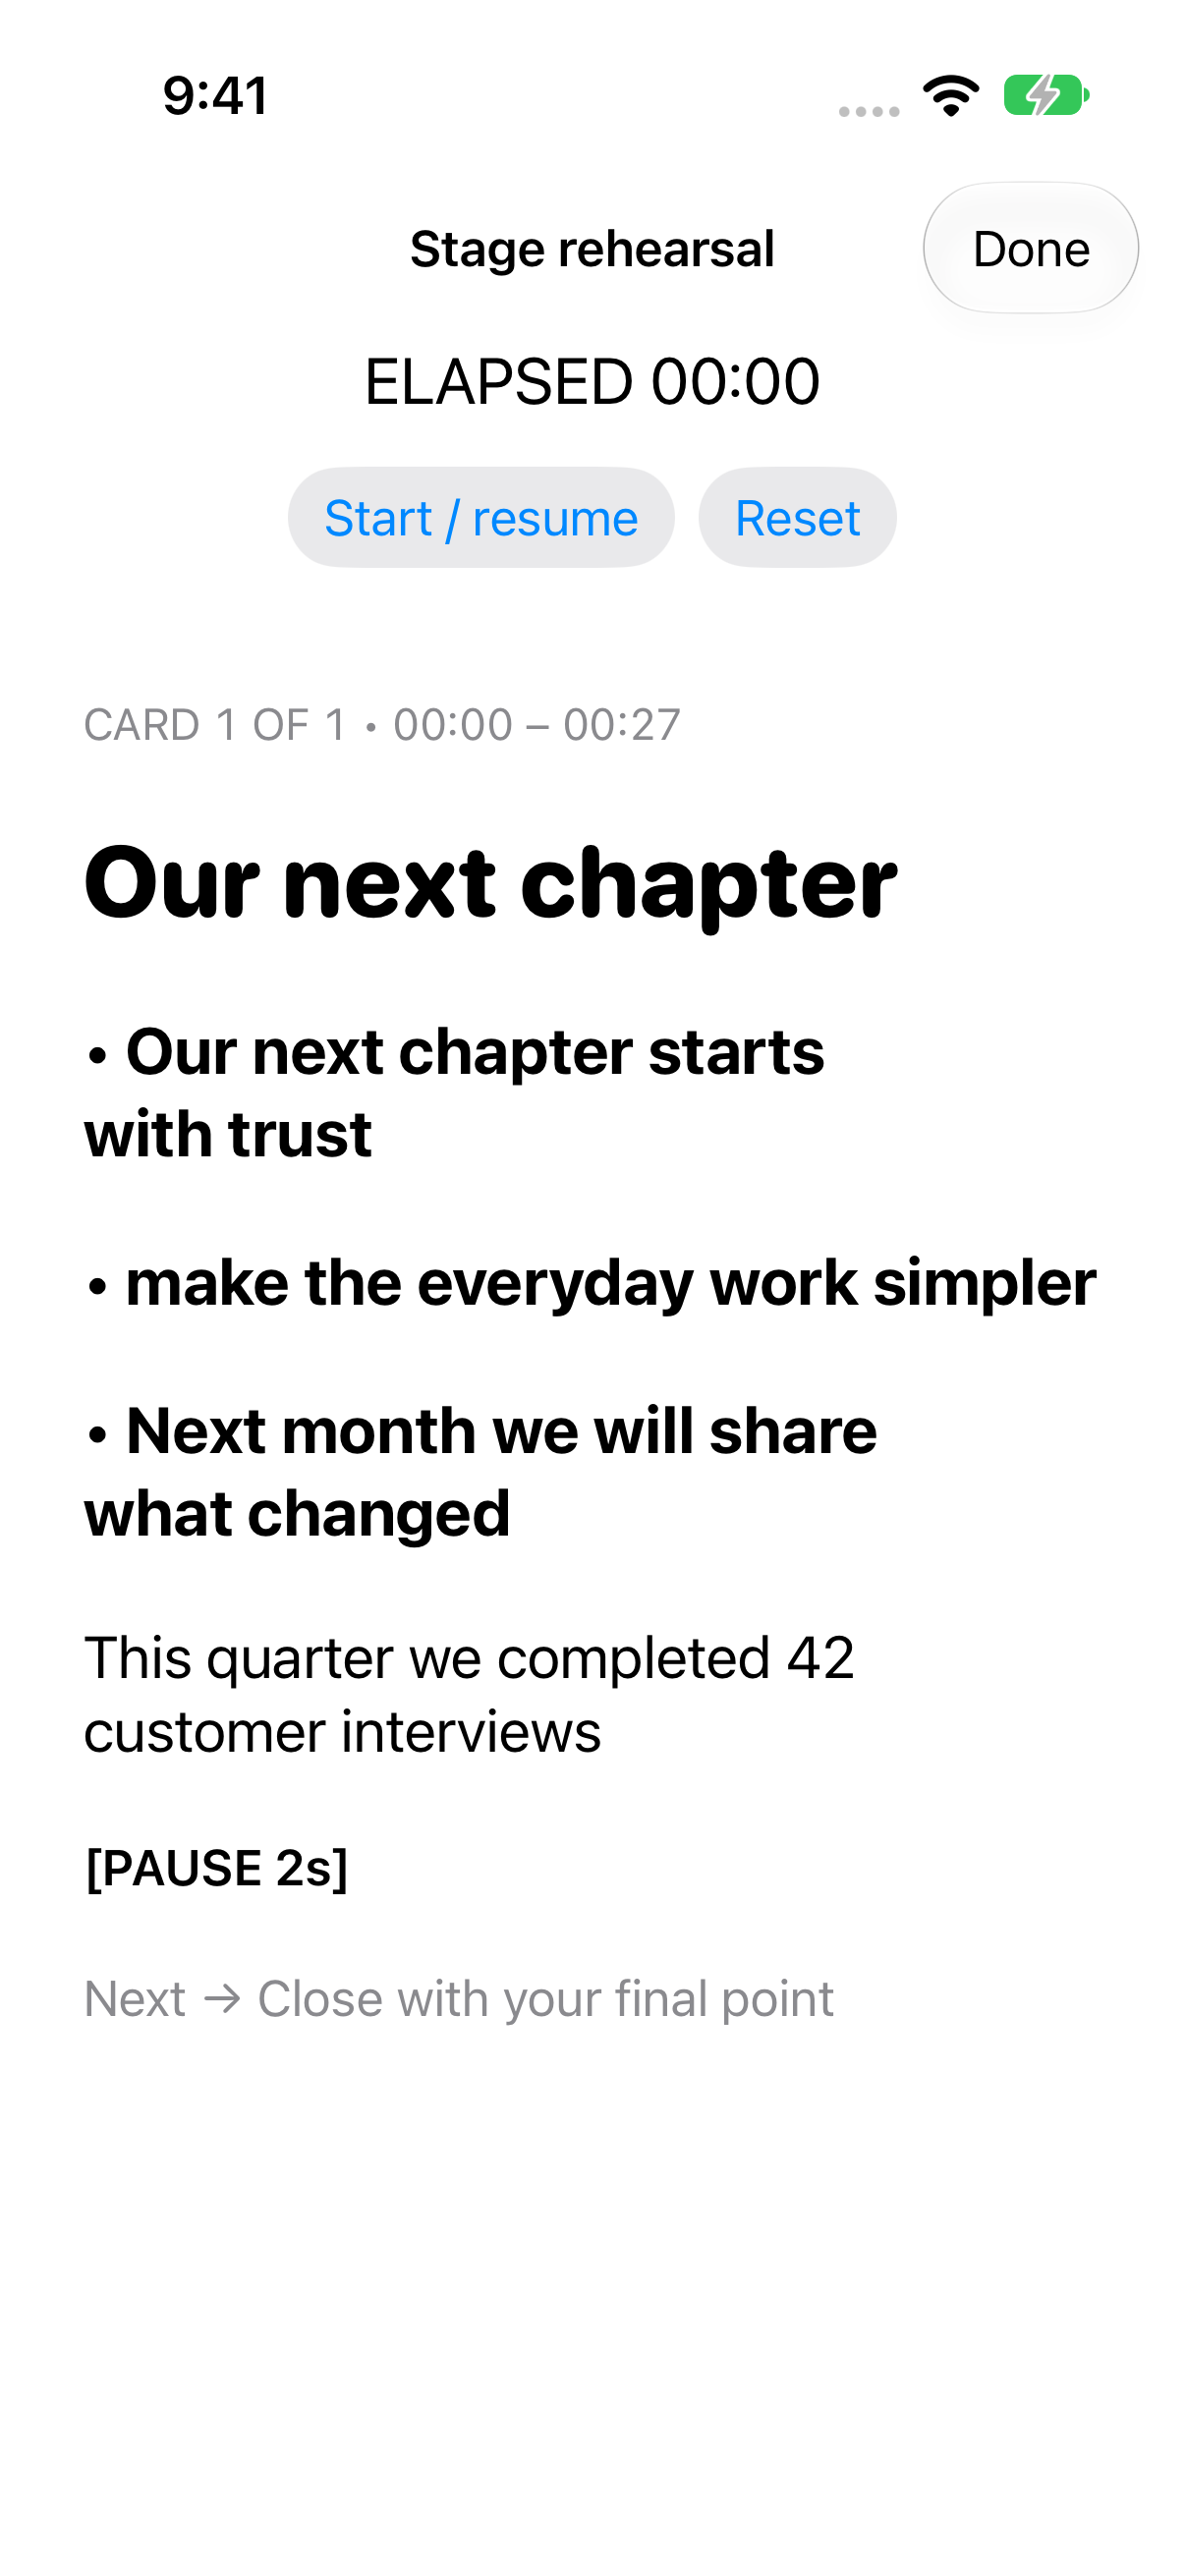 9:41
Stage rehearsal
Done
ELAPSED 00:00
Start / resume
Reset
CARD 1 OF 1 • 00:00 – 00:27
Our next chapter
• Our next chapter starts
with trust
• make the everyday work simpler
• Next month we will share
what changed
This quarter we completed 42
customer interviews
[PAUSE 2s]
Next → Close with your final point